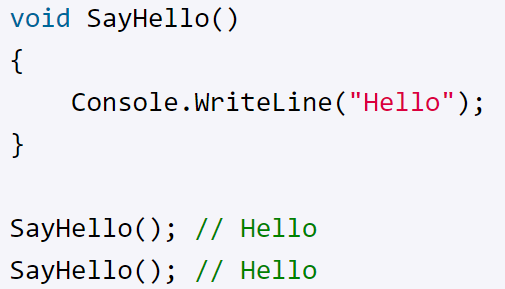 void SayHello()
{
    Console.WriteLine("Hello");
}

SayHello(); // Hello
SayHello(); // Hello